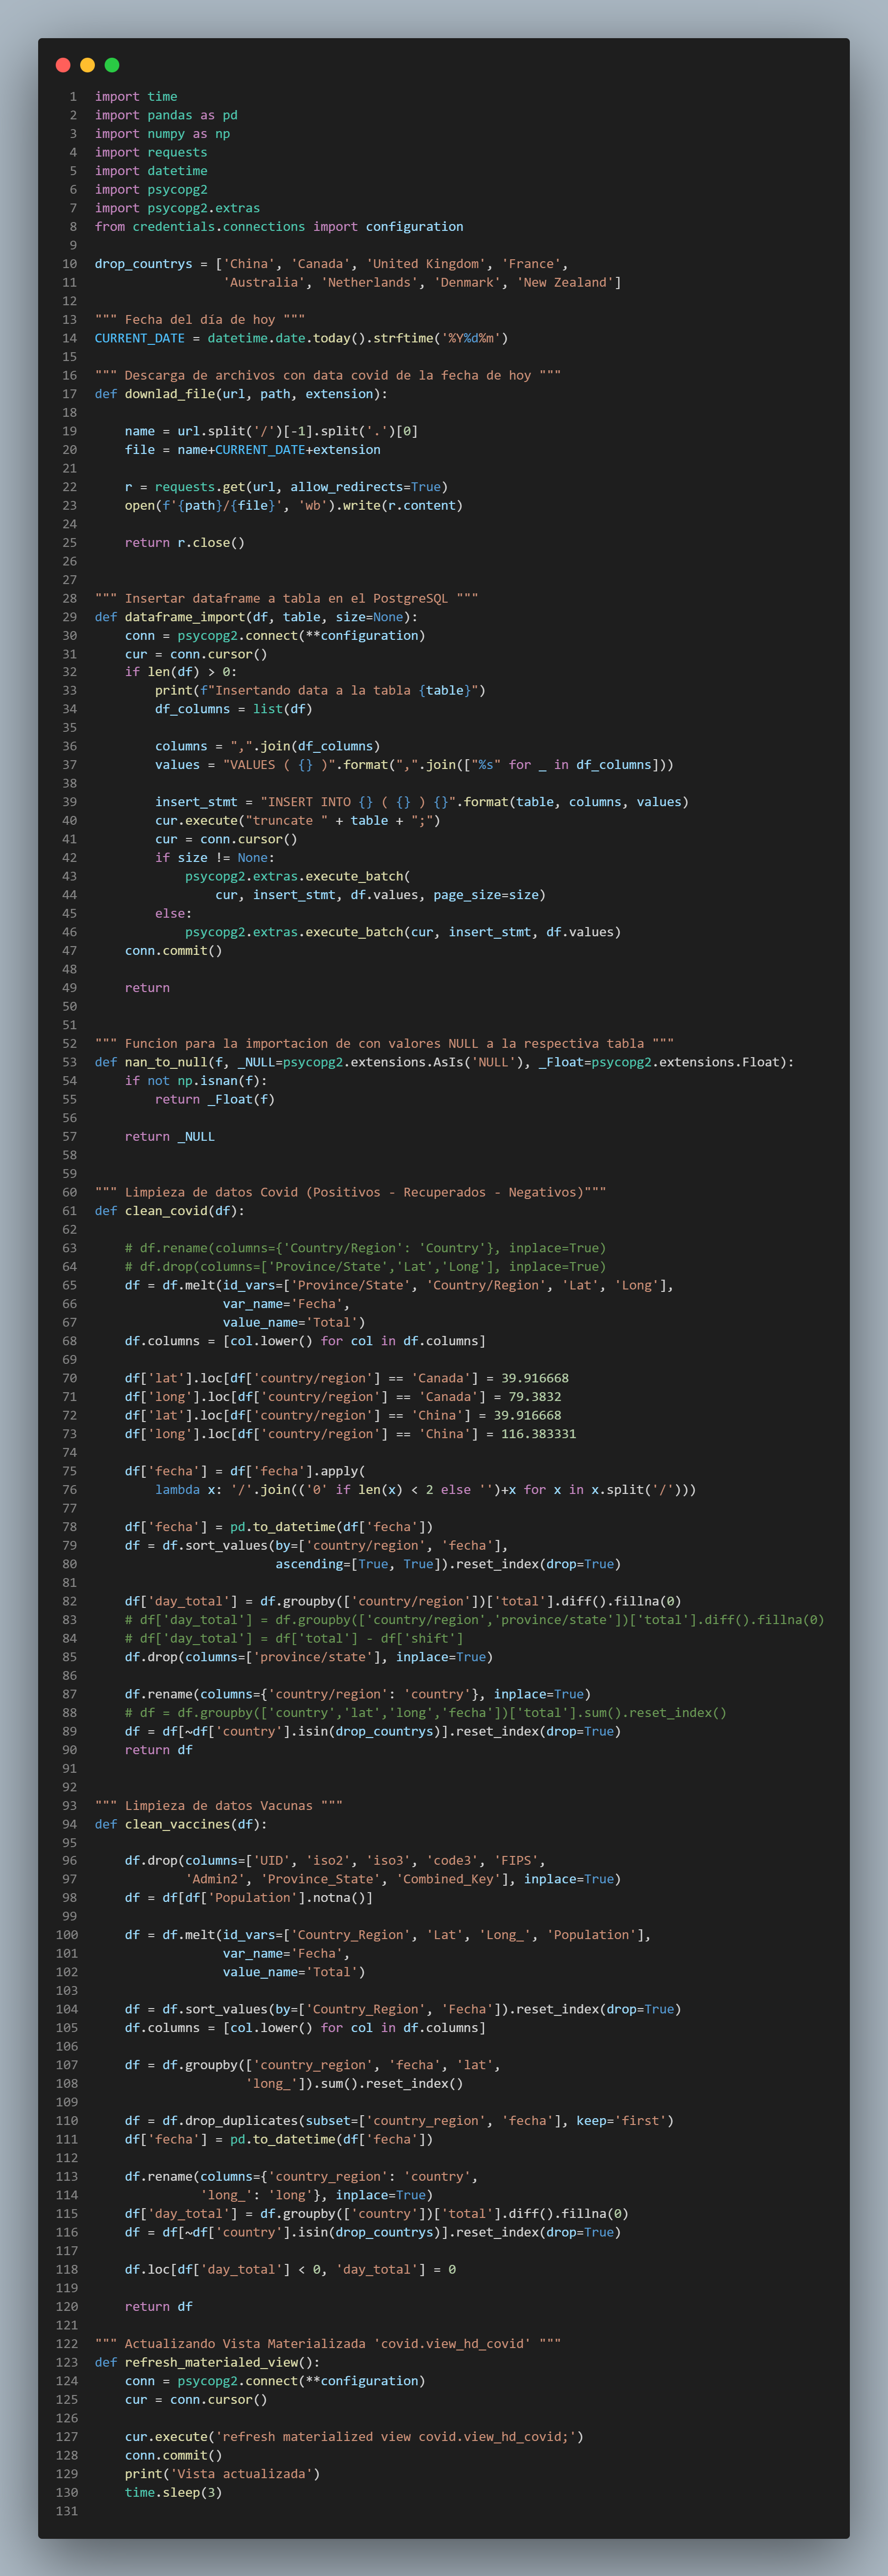 1 import time
2 import pandas as pd
3 import numpy as np
4 import requests
5 import datetime
6 import psycopg2
7 import psycopg2.extras
8 from credentials.connections import configuration
9
10 drop_countrys = ['China', 'Canada', 'United Kingdom', 'France',
11                  'Australia', 'Netherlands', 'Denmark', 'New Zealand']
12
13 """ Fecha del día de hoy """
14 CURRENT_DATE = datetime.date.today().strftime('%Y%d%m')
15
16 """ Descarga de archivos con data covid de la fecha de hoy """
17 def downlad_file(url, path, extension):
18
19     name = url.split('/')[-1].split('.')[0]
20     file = name+CURRENT_DATE+extension
21
22     r = requests.get(url, allow_redirects=True)
23     open(f'{path}/{file}', 'wb').write(r.content)
24
25     return r.close()
26
27
28 """ Insertar dataframe a tabla en el PostgreSQL """
29 def dataframe_import(df, table, size=None):
30     conn = psycopg2.connect(**configuration)
31     cur = conn.cursor()
32     if len(df) > 0:
33         print(f"Insertando data a la tabla {table}")
34         df_columns = list(df)
35
36         columns = ",".join(df_columns)
37         values = "VALUES ( {} )".format(",".join(["%s" for _ in df_columns]))
38
39         insert_stmt = "INSERT INTO {} ( {} ) {}".format(table, columns, values)
40         cur.execute("truncate " + table + ";")
41         cur = conn.cursor()
42         if size != None:
43             psycopg2.extras.execute_batch(
44                 cur, insert_stmt, df.values, page_size=size)
45         else:
46             psycopg2.extras.execute_batch(cur, insert_stmt, df.values)
47     conn.commit()
48
49     return
50
51
52 """ Funcion para la importacion de con valores NULL a la respectiva tabla """
53 def nan_to_null(f, _NULL=psycopg2.extensions.AsIs('NULL'), _Float=psycopg2.extensions.Float):
54     if not np.isnan(f):
55         return _Float(f)
56
57     return _NULL
58
59
60 """ Limpieza de datos Covid (Positivos - Recuperados - Negativos)"""
61 def clean_covid(df):
62
63     # df.rename(columns={'Country/Region': 'Country'}, inplace=True)
64     # df.drop(columns=['Province/State','Lat','Long'], inplace=True)
65     df = df.melt(id_vars=['Province/State', 'Country/Region', 'Lat', 'Long'],
66                  var_name='Fecha',
67                  value_name='Total')
68     df.columns = [col.lower() for col in df.columns]
69
70     df['lat'].loc[df['country/region'] == 'Canada'] = 39.916668
71     df['long'].loc[df['country/region'] == 'Canada'] = 79.3832
72     df['lat'].loc[df['country/region'] == 'China'] = 39.916668
73     df['long'].loc[df['country/region'] == 'China'] = 116.383331
74
75     df['fecha'] = df['fecha'].apply(
76         lambda x: '/'.join(('0' if len(x) < 2 else '')+x for x in x.split('/')))
77
78     df['fecha'] = pd.to_datetime(df['fecha'])
79     df = df.sort_values(by=['country/region', 'fecha'],
80                         ascending=[True, True]).reset_index(drop=True)
81
82     df['day_total'] = df.groupby(['country/region'])['total'].diff().fillna(0)
83     # df['day_total'] = df.groupby(['country/region','province/state'])['total'].diff().fillna(0)
84     # df['day_total'] = df['total'] - df['shift']
85     df.drop(columns=['province/state'], inplace=True)
86
87     df.rename(columns={'country/region': 'country'}, inplace=True)
88     # df = df.groupby(['country','lat','long','fecha'])['total'].sum().reset_index()
89     df = df[~df['country'].isin(drop_countrys)].reset_index(drop=True)
90     return df
91
92
93 """ Limpieza de datos Vacunas """
94 def clean_vaccines(df):
95
96     df.drop(columns=['UID', 'iso2', 'iso3', 'code3', 'FIPS',
97             'Admin2', 'Province_State', 'Combined_Key'], inplace=True)
98     df = df[df['Population'].notna()]
99
100     df = df.melt(id_vars=['Country_Region', 'Lat', 'Long_', 'Population'],
101                  var_name='Fecha',
102                  value_name='Total')
103
104     df = df.sort_values(by=['Country_Region', 'Fecha']).reset_index(drop=True)
105     df.columns = [col.lower() for col in df.columns]
106
107     df = df.groupby(['country_region', 'fecha', 'lat',
108                     'long_']).sum().reset_index()
109
110     df = df.drop_duplicates(subset=['country_region', 'fecha'], keep='first')
111     df['fecha'] = pd.to_datetime(df['fecha'])
112
113     df.rename(columns={'country_region': 'country',
114               'long_': 'long'}, inplace=True)
115     df['day_total'] = df.groupby(['country'])['total'].diff().fillna(0)
116     df = df[~df['country'].isin(drop_countrys)].reset_index(drop=True)
117
118     df.loc[df['day_total'] < 0, 'day_total'] = 0
119
120     return df
121
122 """ Actualizando Vista Materializada 'covid.view_hd_covid' """
123 def refresh_materialed_view():
124     conn = psycopg2.connect(**configuration)
125     cur = conn.cursor()
126
127     cur.execute('refresh materialized view covid.view_hd_covid;')
128     conn.commit()
129     print('Vista actualizada')
130     time.sleep(3)
131